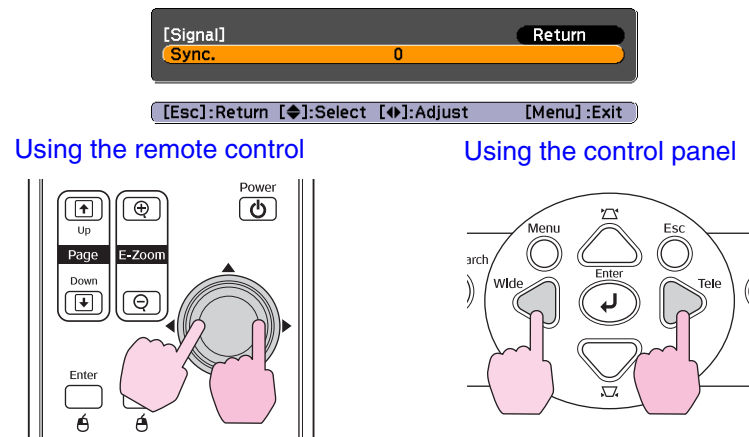 [Signal] Return
Sync. 0
[Esc]:Return [◆]:Select [◆]:Adjust [Menu]:Exit
Using the remote control
Using the control panel
Power
Up
Page E-Zoom
Down
Enter
Menu Esc
arch
Enter
Wide Tele